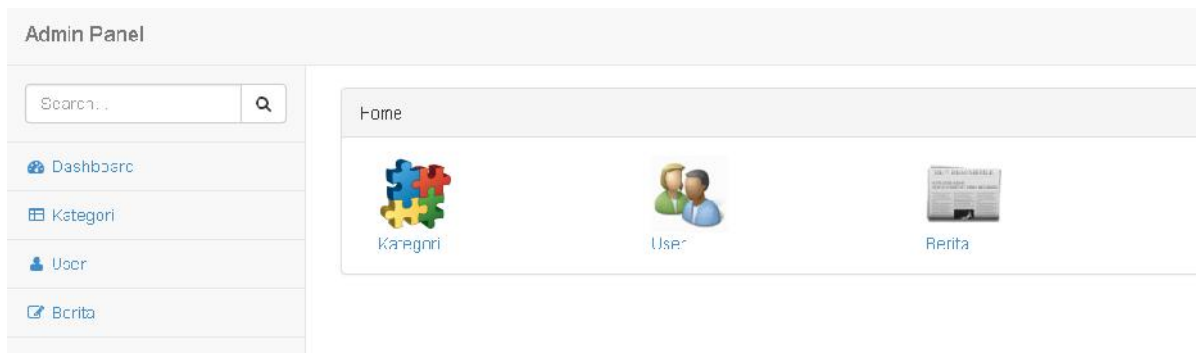 Admin Panel
Search...
Home
Dashboard
Kategori
User
Berita
Kategori
User
Berita